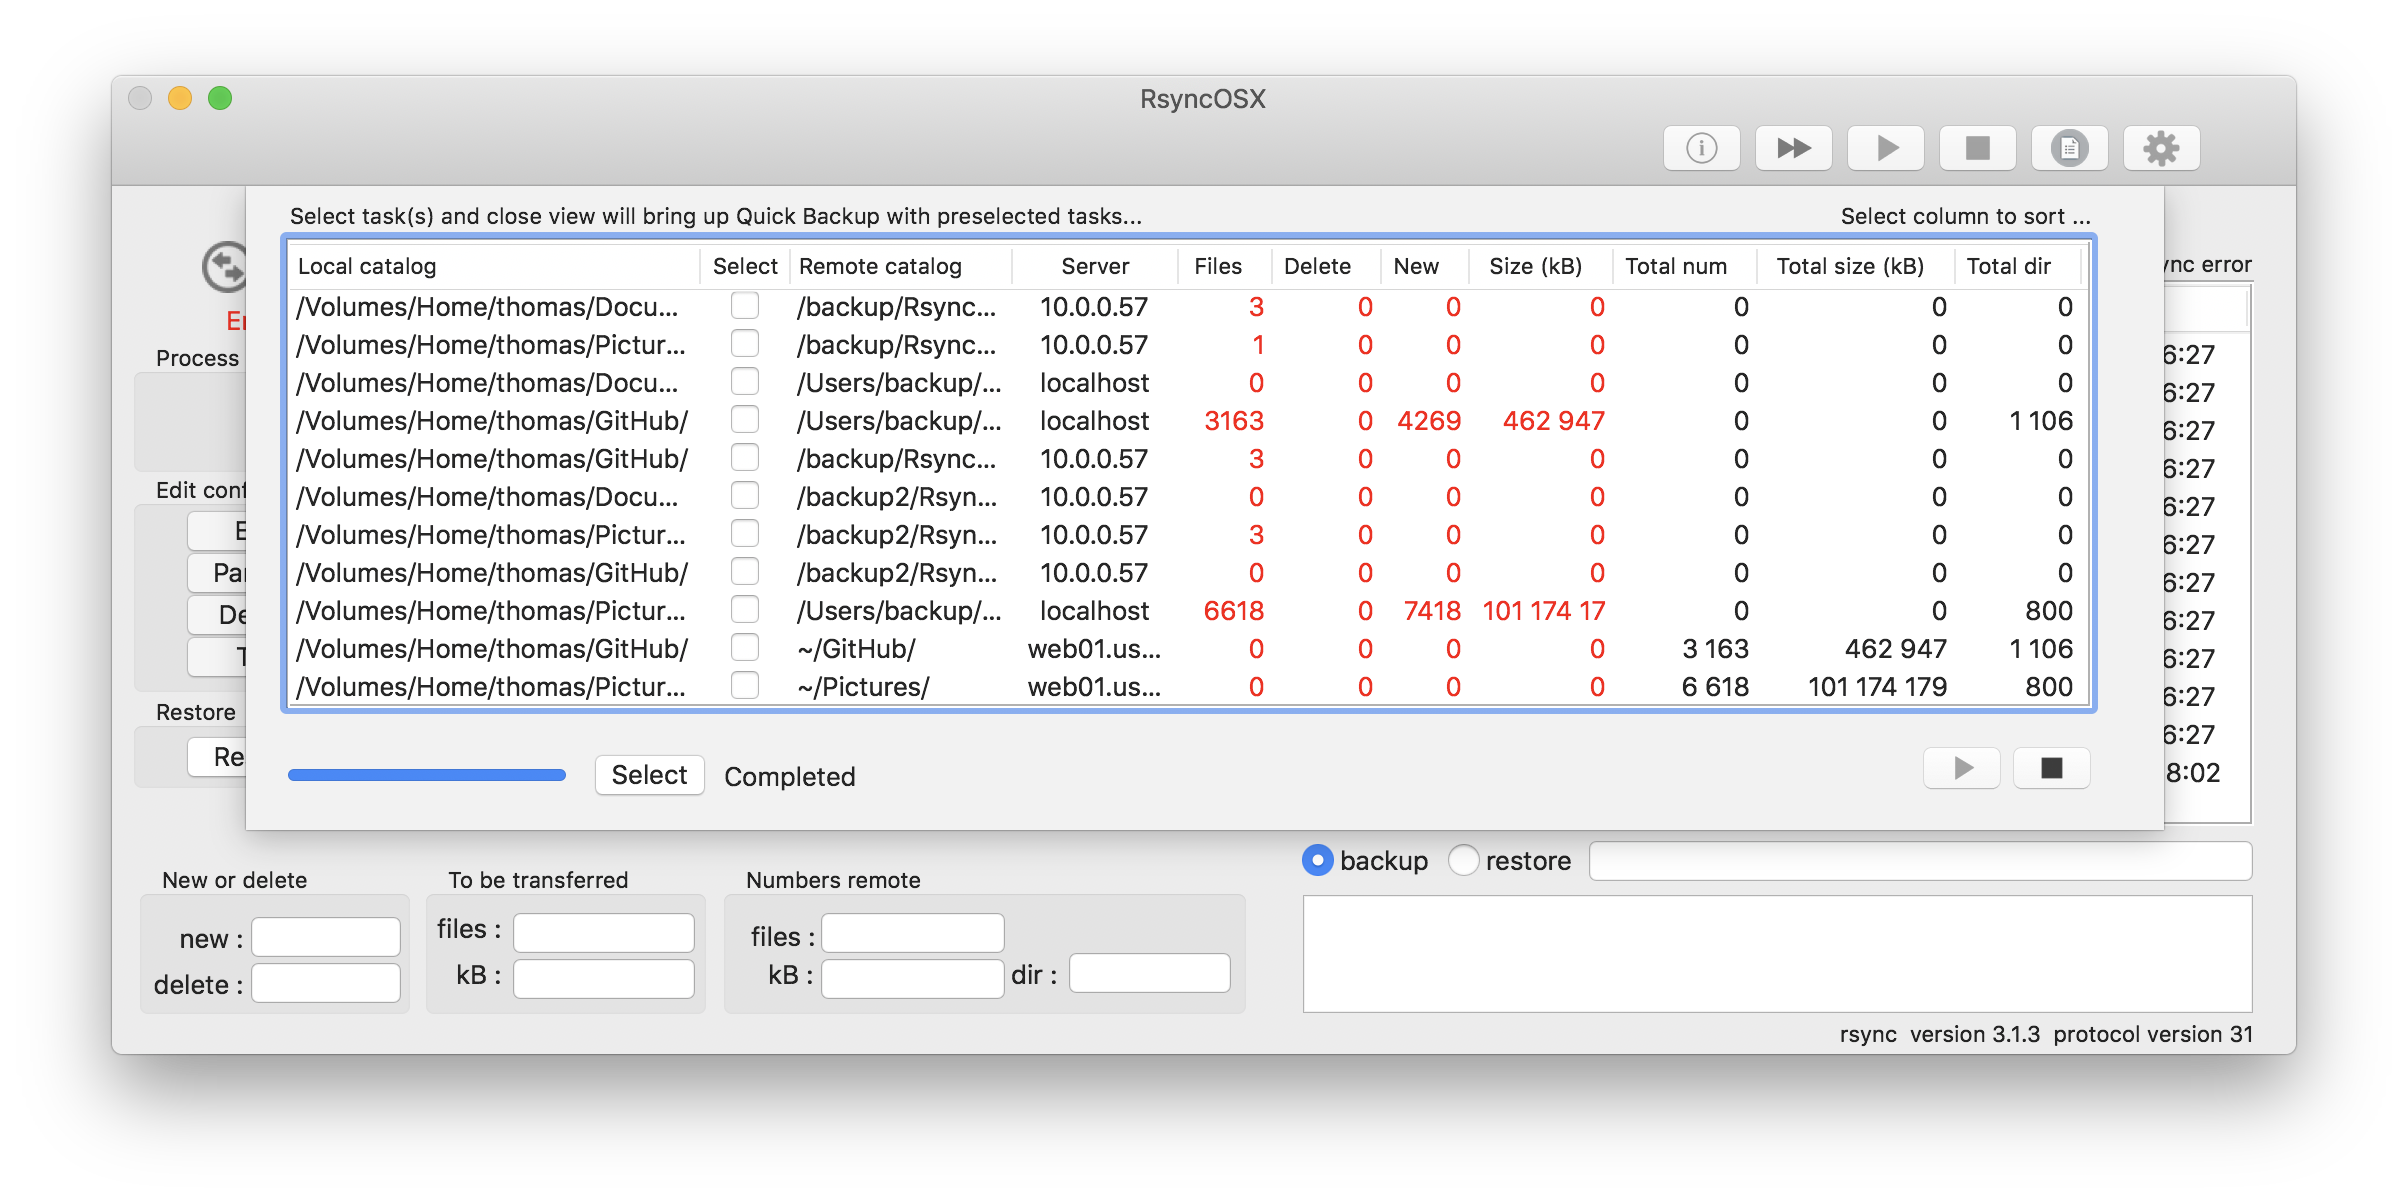 RsyncOSX
Select task(s) and close view will bring up Quick Backup with preselected tasks... Select column to sort ...
Local catalog Select Remote catalog Server Files Delete New Size (kB) Total num Total size (kB) Total dir
/Volumes/Home/thomas/Docu... /backup/Rsync... 10.0.0.57 3 0 0 0 0 0 0
/Volumes/Home/thomas/Pictur... /backup/Rsync... 10.0.0.57 1 0 0 0 0 0 0
/Volumes/Home/thomas/Docu... /Users/backup/... localhost 0 0 0 0 0 0 0
/Volumes/Home/thomas/GitHub/ /Users/backup/... localhost 3163 0 4269 462 947 0 0 1 106
/Volumes/Home/thomas/GitHub/ /backup/Rsync... 10.0.0.57 3 0 0 0 0 0 0
/Volumes/Home/thomas/Docu... /backup2/Rsyn... 10.0.0.57 0 0 0 0 0 0 0
/Volumes/Home/thomas/Pictur... /backup2/Rsyn... 10.0.0.57 3 0 0 0 0 0 0
/Volumes/Home/thomas/GitHub/ /backup2/Rsyn... 10.0.0.57 0 0 0 0 0 0 0
/Volumes/Home/thomas/Pictur... /Users/backup/... localhost 6618 0 7418 101 174 17 0 0 800
/Volumes/Home/thomas/GitHub/ ~/GitHub/ web01.us... 0 0 0 0 3 163 462 947 1 106
/Volumes/Home/thomas/Pictur... ~/Pictures/ web01.us... 0 0 0 0 6 618 101 174 179 800
Select Completed
error
Process
Edit
Restore
6:27
6:27
6:27
6:27
6:27
6:27
6:27
6:27
6:27
6:27
6:27
8:02
backup restore
New or delete
new :
delete :
To be transferred
files :
kB :
Numbers remote
files :
kB : dir :
rsync version 3.1.3 protocol version 31